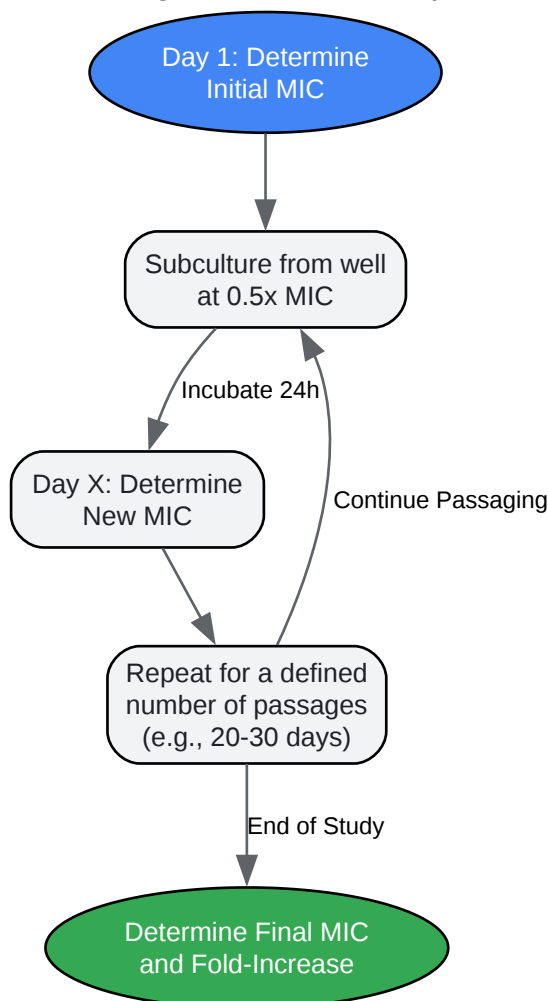 Day 1: Determine
Initial MIC
Subculture from well
at 0.5x MIC
Incubate 24h
Day X: Determine
New MIC
Continue Passaging
Repeat for a defined
number of passages
(e.g., 20-30 days)
End of Study
Determine Final MIC
and Fold-Increase